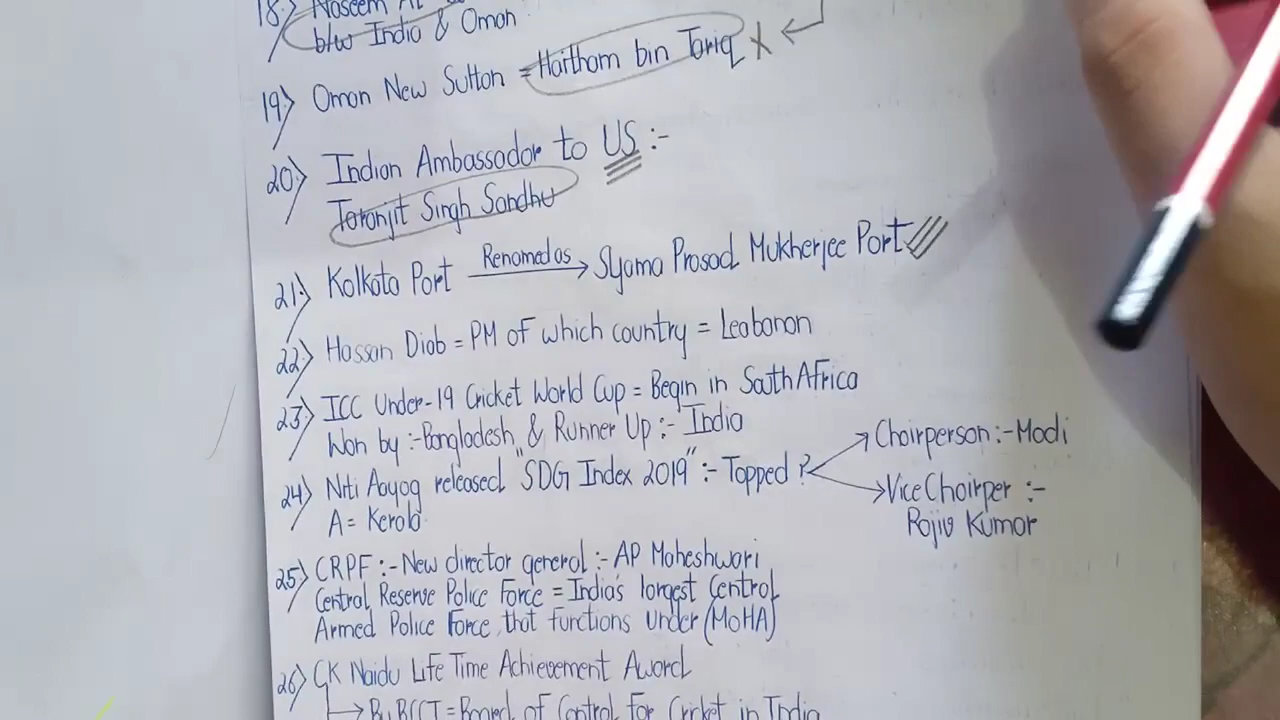 18.> Naseem Al
b/w India & Oman
19.> Oman New Sultan = Haitham bin Tariq X
20.> Indian Ambassador to US :-
Taranjit Singh Sandhu
21.> Kolkata Port Renamed as Syama Prasad Mukherjee Port
22.> Hassan Diab = PM of which country = Leabanon
23.> ICC Under-19 Cricket World Cup = Begin in South Africa
Won by :- Bangladesh & Runner Up :- India
24.> Niti Aayog released "SDG Index 2019" :- Topped ?
A = Kerala
Chairperson :- Modi
Vice Chairper :-
Rajiv Kumar
25.> CRPF :- New director general :- AP Maheshwari
Central Reserve Police Force = India's largest Central
Armed Police Force, that functions under (MoHA)
26.> CK Naidu Life Time Achievement Award
By BCCI = Board of Control For Cricket in India